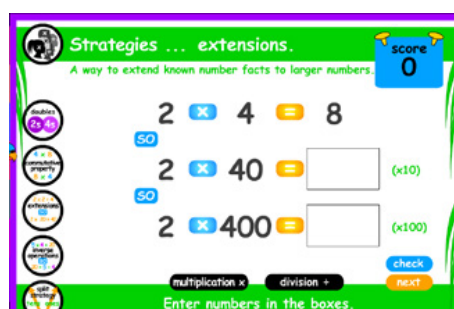 Strategies ... extensions.
score
0
A way to extend known number facts to larger numbers.
2 x 4 = 8
so
2 x 40 = (x10)
so
2 x 400 = (x100)
doubles
2s 4s
commutative
property
extensions
inverse
operations
split
strategy
check
multiplication x
division ÷
next
Enter numbers in the boxes.